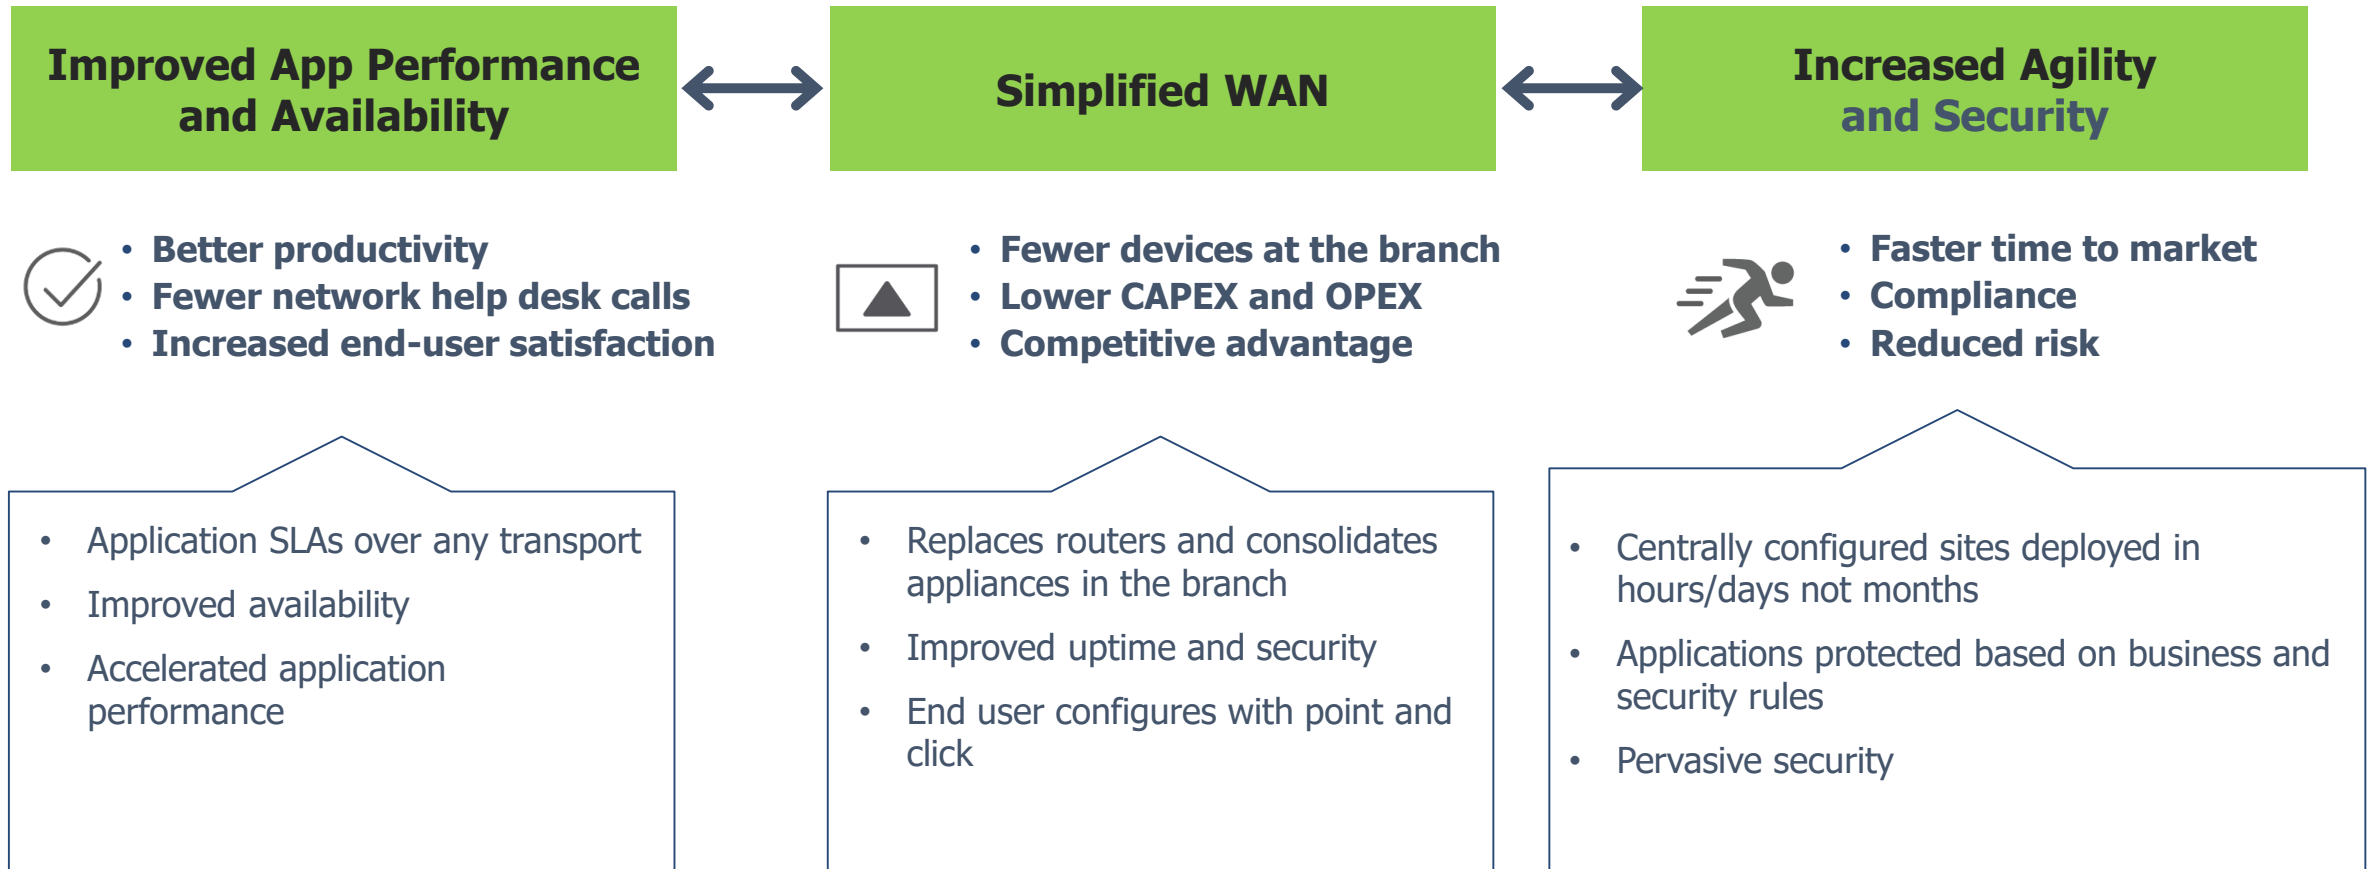 Improved App Performance
and Availability
Simplified WAN
Increased Agility
and Security
• Better productivity
• Fewer network help desk calls
• Increased end-user satisfaction
• Fewer devices at the branch
• Lower CAPEX and OPEX
• Competitive advantage
• Faster time to market
• Compliance
• Reduced risk
• Application SLAs over any transport
• Improved availability
• Accelerated application
performance
• Replaces routers and consolidates
appliances in the branch
• Improved uptime and security
• End user configures with point and
click
• Centrally configured sites deployed in
hours/days not months
• Applications protected based on business and
security rules
• Pervasive security